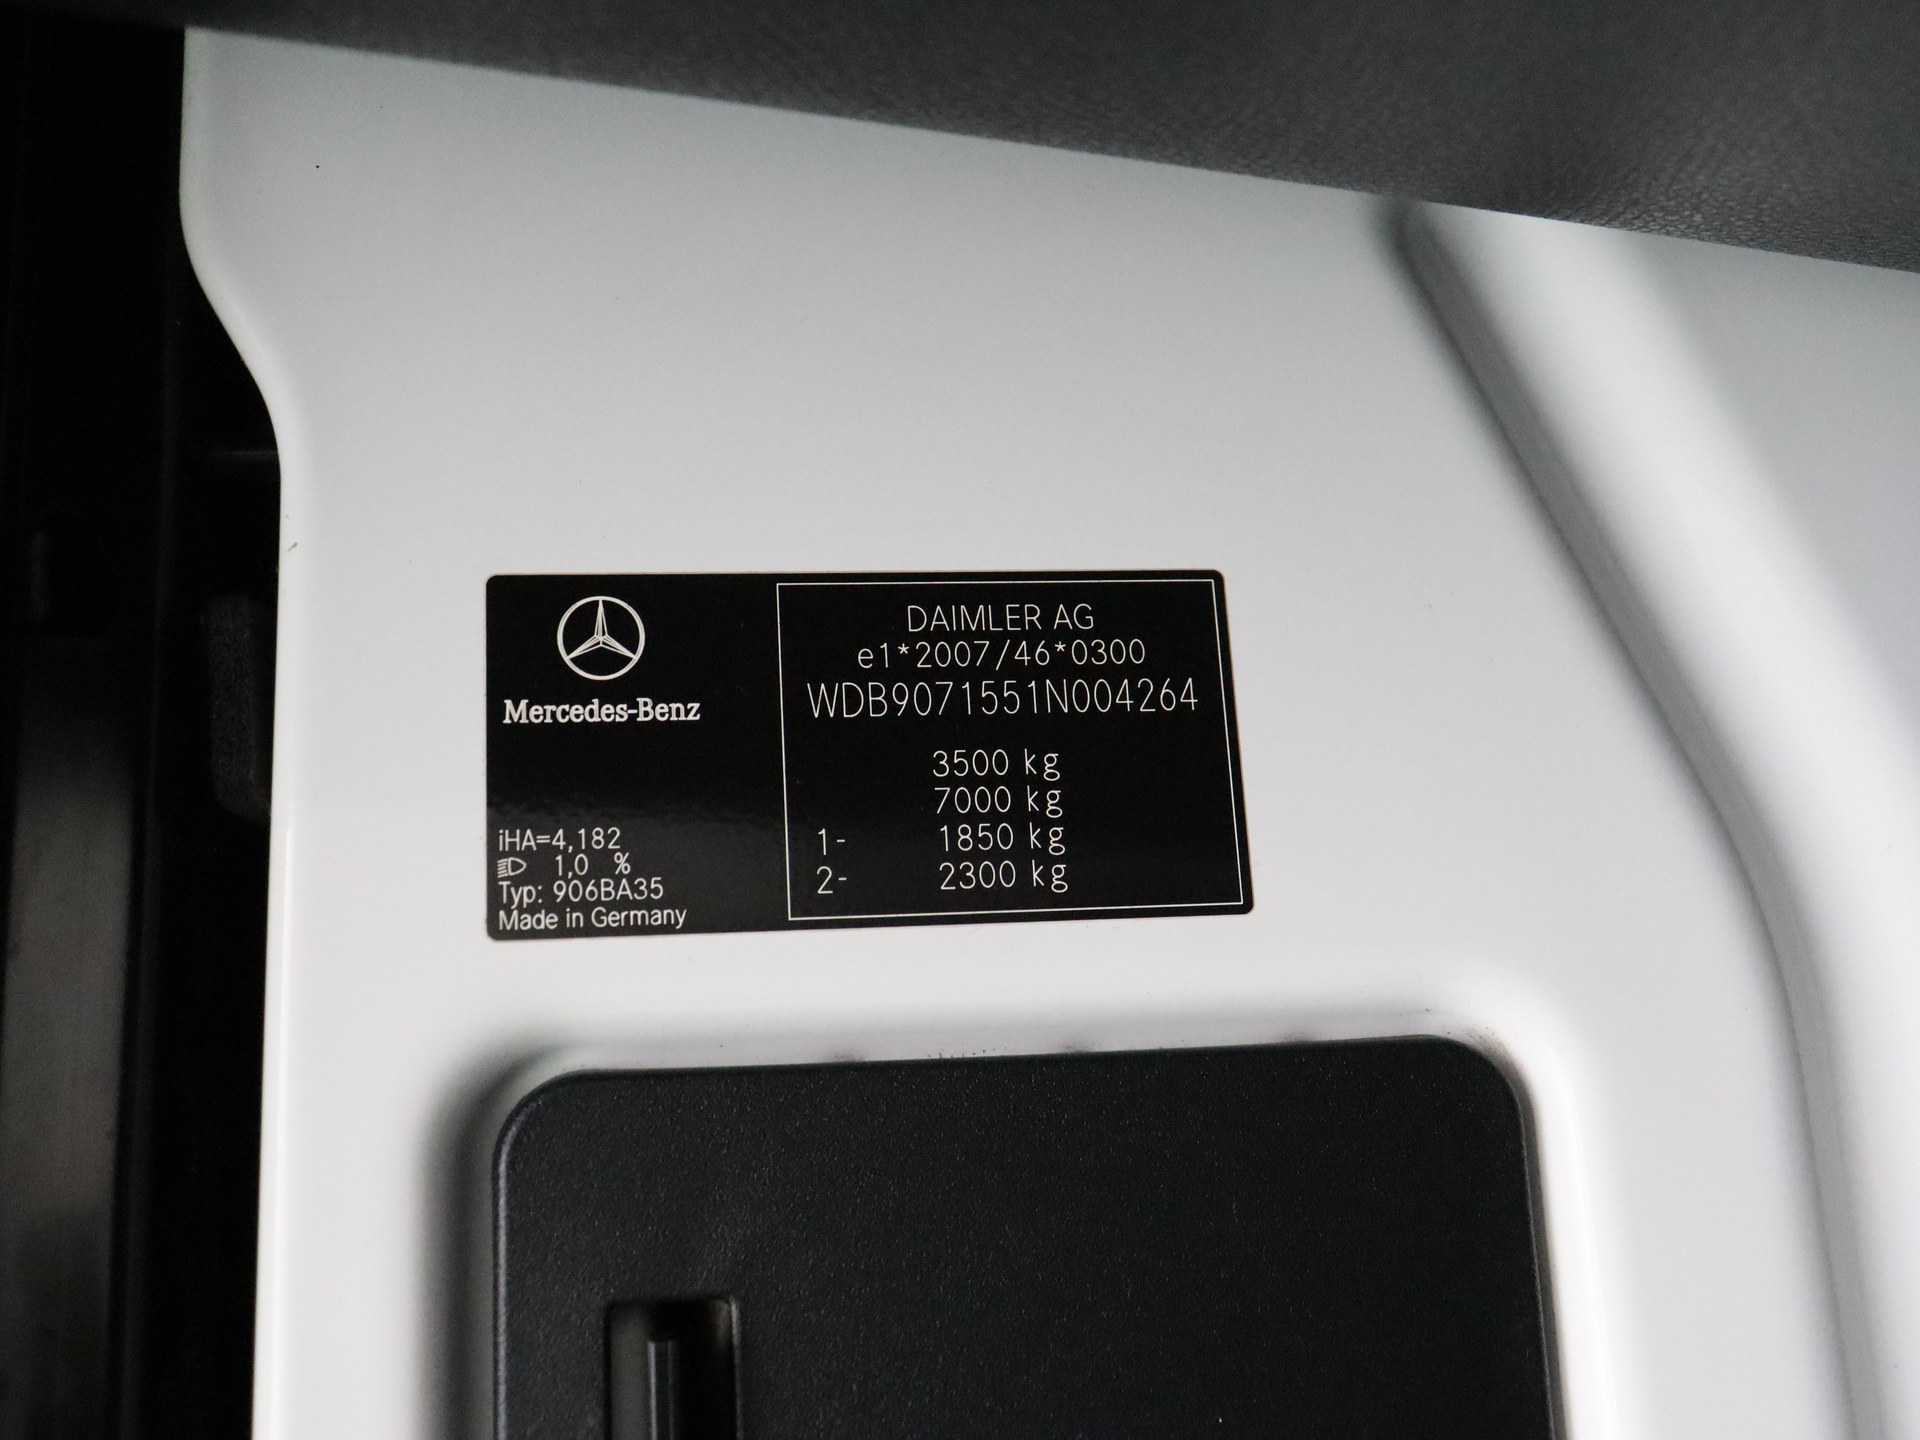 Mercedes-Benz
iHA=4,182
1,0 %
Typ: 906BA35
Made in Germany
DAIMLER AG
e1*2007/46*0300
WDB9071551N004264
3500 kg
7000 kg
1- 1850 kg
2- 2300 kg